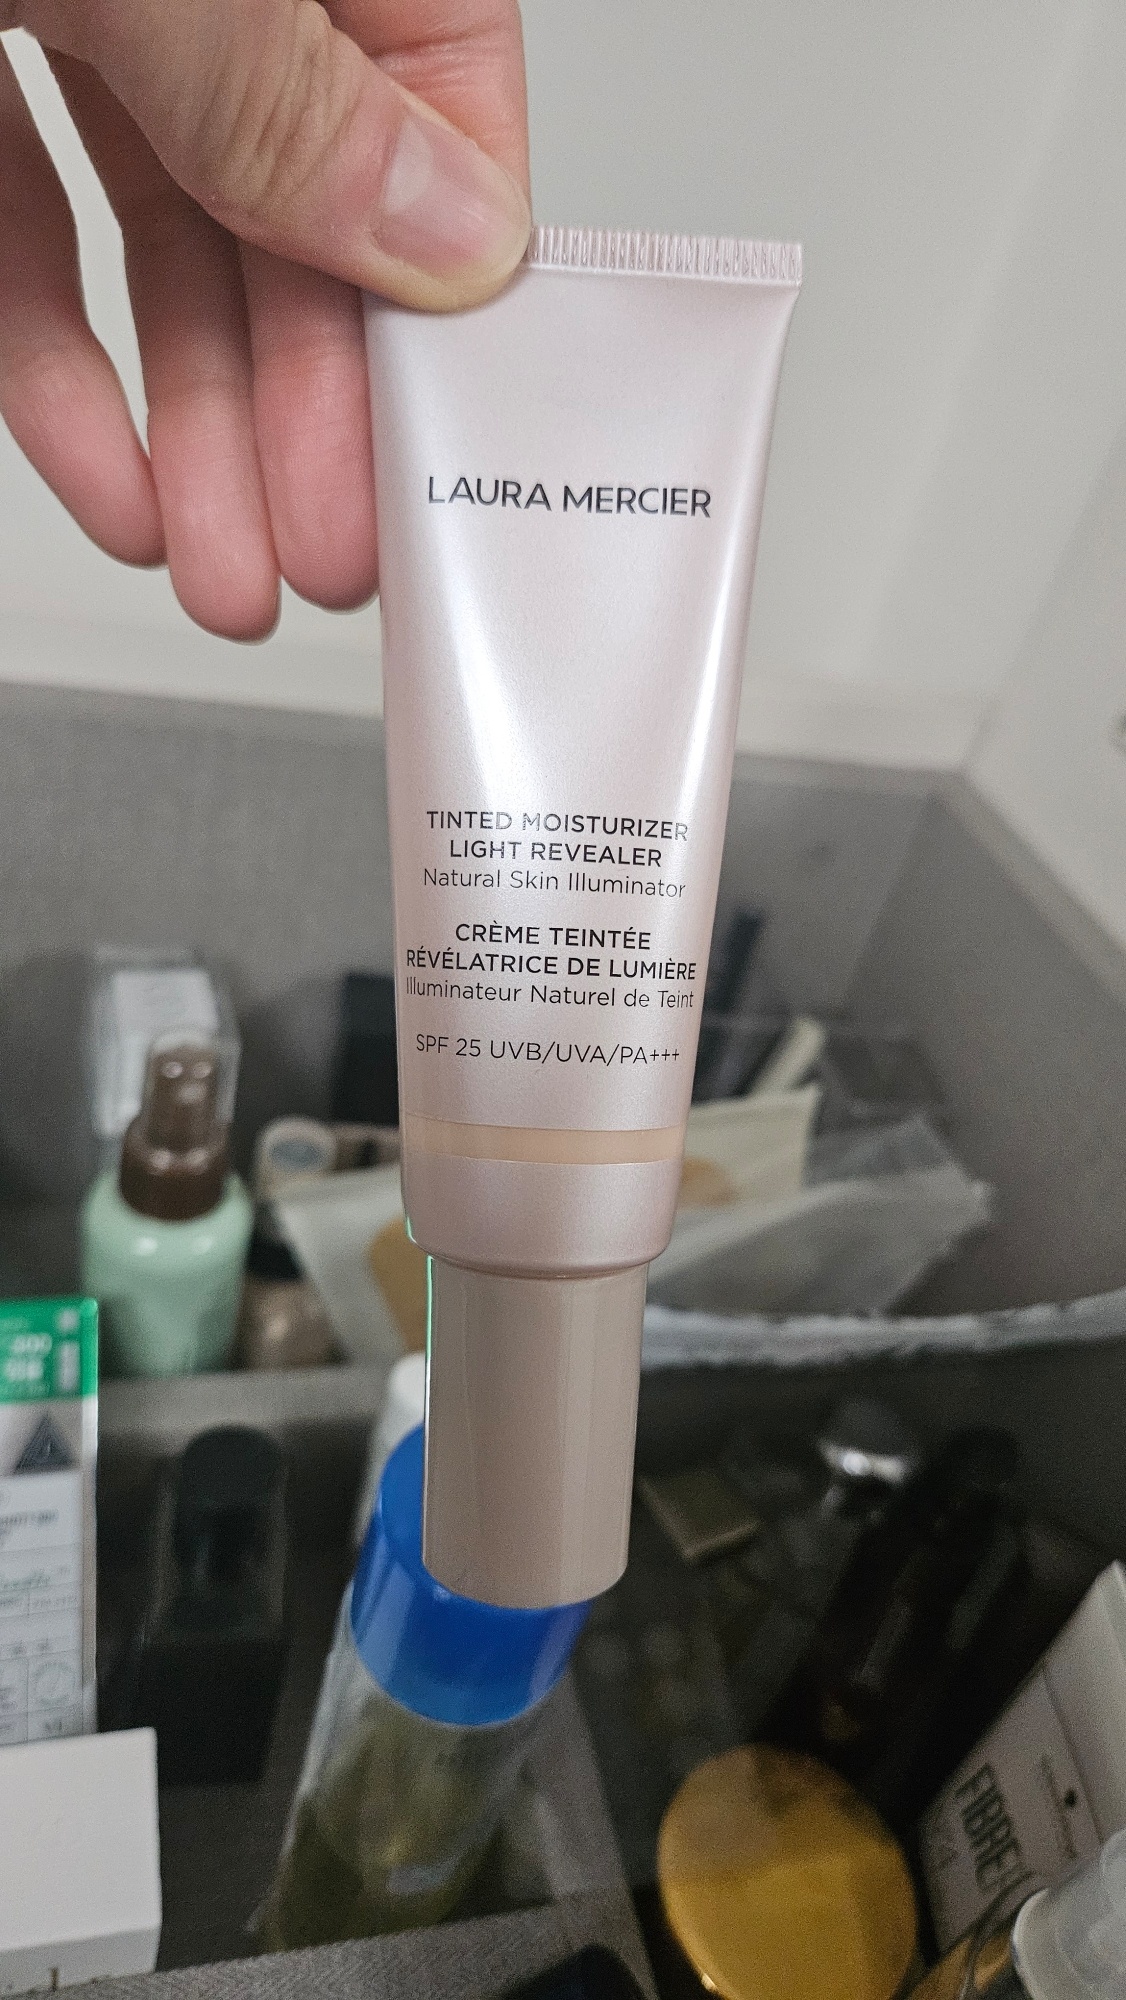 LAURA MERCIER
TINTED MOISTURIZER
LIGHT REVEALER
Natural Skin Illuminator
CRÈME TEINTÉE
RÉVÉLATRICE DE LUMIÈRE
Illuminateur Naturel de Teint
SPF 25 UVB/UVA/PA+++